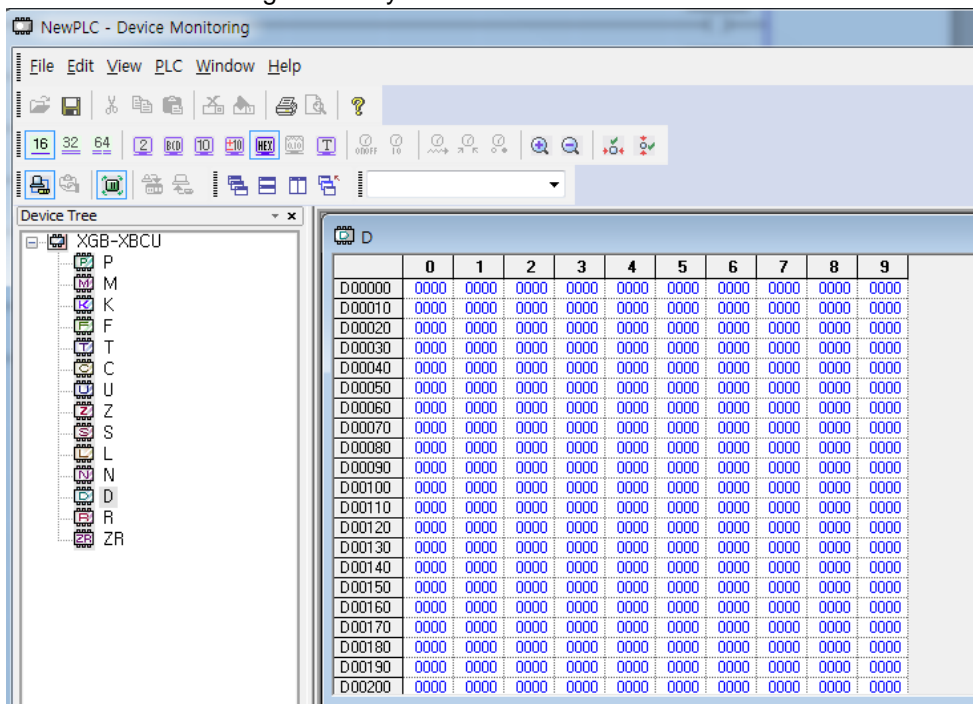 NewPLC - Device Monitoring
File Edit View PLC Window Help
16 32 64 2 BCD 10 ±10 HEX T
Device Tree
XGB-XBCU
P
M
K
F
T
C
U
Z
S
L
N
D
R
ZR
D
0 1 2 3 4 5 6 7 8 9
D00000 0000 0000 0000 0000 0000 0000 0000 0000 0000 0000
D00010 0000 0000 0000 0000 0000 0000 0000 0000 0000 0000
D00020 0000 0000 0000 0000 0000 0000 0000 0000 0000 0000
D00030 0000 0000 0000 0000 0000 0000 0000 0000 0000 0000
D00040 0000 0000 0000 0000 0000 0000 0000 0000 0000 0000
D00050 0000 0000 0000 0000 0000 0000 0000 0000 0000 0000
D00060 0000 0000 0000 0000 0000 0000 0000 0000 0000 0000
D00070 0000 0000 0000 0000 0000 0000 0000 0000 0000 0000
D00080 0000 0000 0000 0000 0000 0000 0000 0000 0000 0000
D00090 0000 0000 0000 0000 0000 0000 0000 0000 0000 0000
D00100 0000 0000 0000 0000 0000 0000 0000 0000 0000 0000
D00110 0000 0000 0000 0000 0000 0000 0000 0000 0000 0000
D00120 0000 0000 0000 0000 0000 0000 0000 0000 0000 0000
D00130 0000 0000 0000 0000 0000 0000 0000 0000 0000 0000
D00140 0000 0000 0000 0000 0000 0000 0000 0000 0000 0000
D00150 0000 0000 0000 0000 0000 0000 0000 0000 0000 0000
D00160 0000 0000 0000 0000 0000 0000 0000 0000 0000 0000
D00170 0000 0000 0000 0000 0000 0000 0000 0000 0000 0000
D00180 0000 0000 0000 0000 0000 0000 0000 0000 0000 0000
D00190 0000 0000 0000 0000 0000 0000 0000 0000 0000 0000
D00200 0000 0000 0000 0000 0000 0000 0000 0000 0000 0000